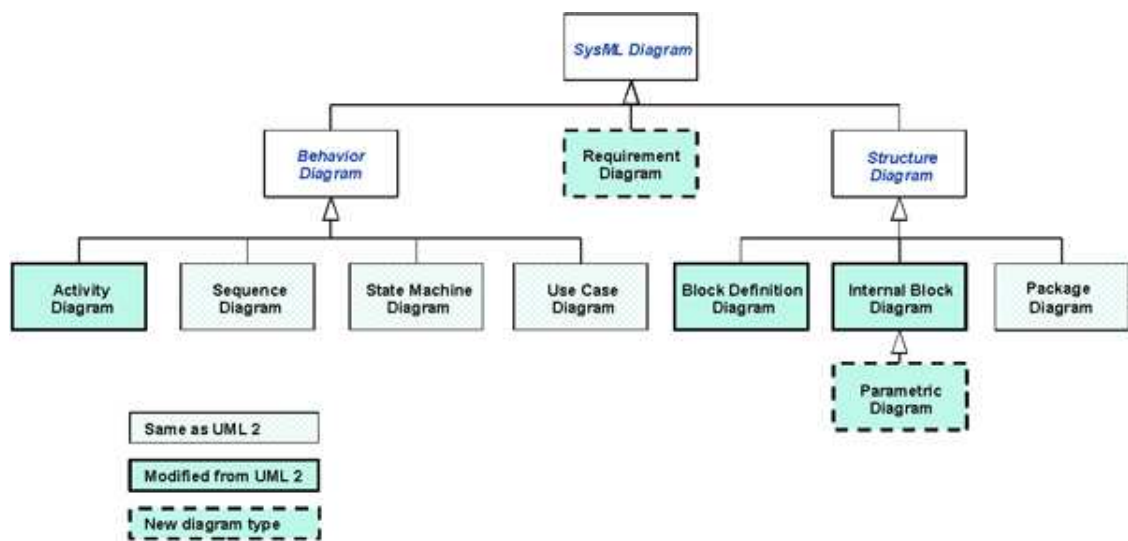 SysML Diagram
Behavior
Diagram
Requirement
Diagram
Structure
Diagram
Activity
Diagram
Sequence
Diagram
State Machine
Diagram
Use Case
Diagram
Block Definition
Diagram
Internal Block
Diagram
Package
Diagram
Parametric
Diagram
Same as UML 2
Modified from UML 2
New diagram type